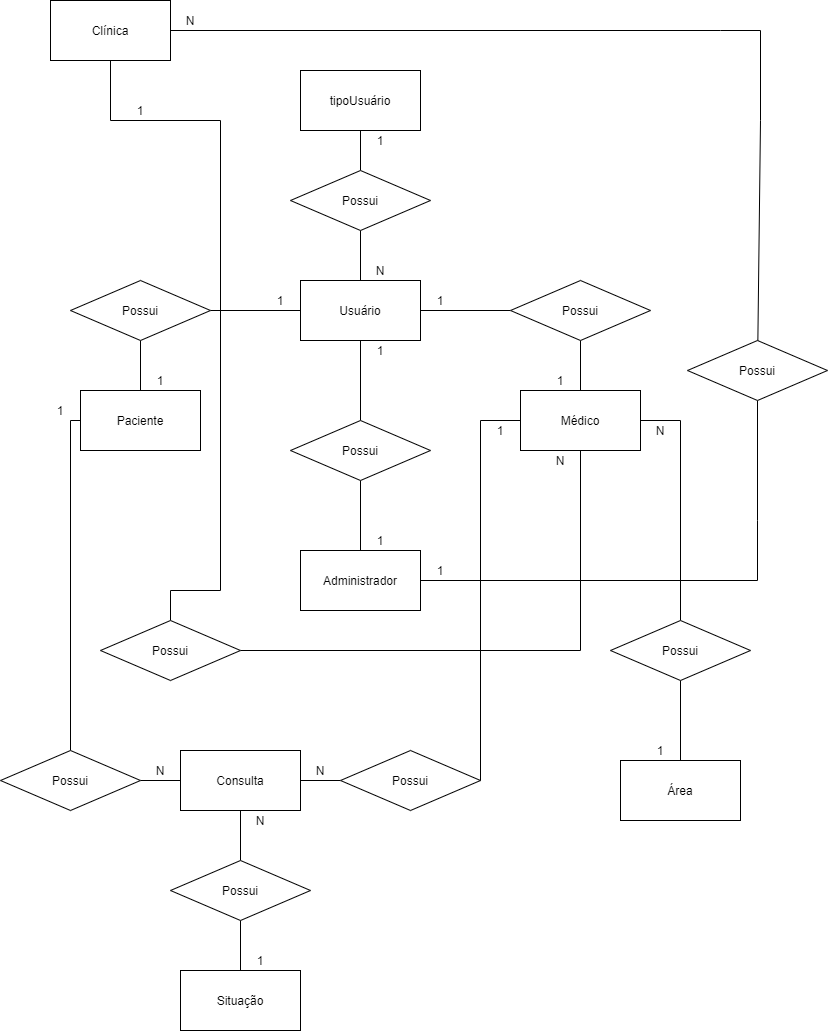 Clínica
N
1
tipoUsuário
1
Possui
N
Possui
1
Usuário
1
Possui
1
1
1
Possui
1
Paciente
1
Médico
N
N
Possui
1
Administrador
1
Possui
Possui
1
Possui
N
Consulta
N
Possui
Área
N
Possui
1
Situação